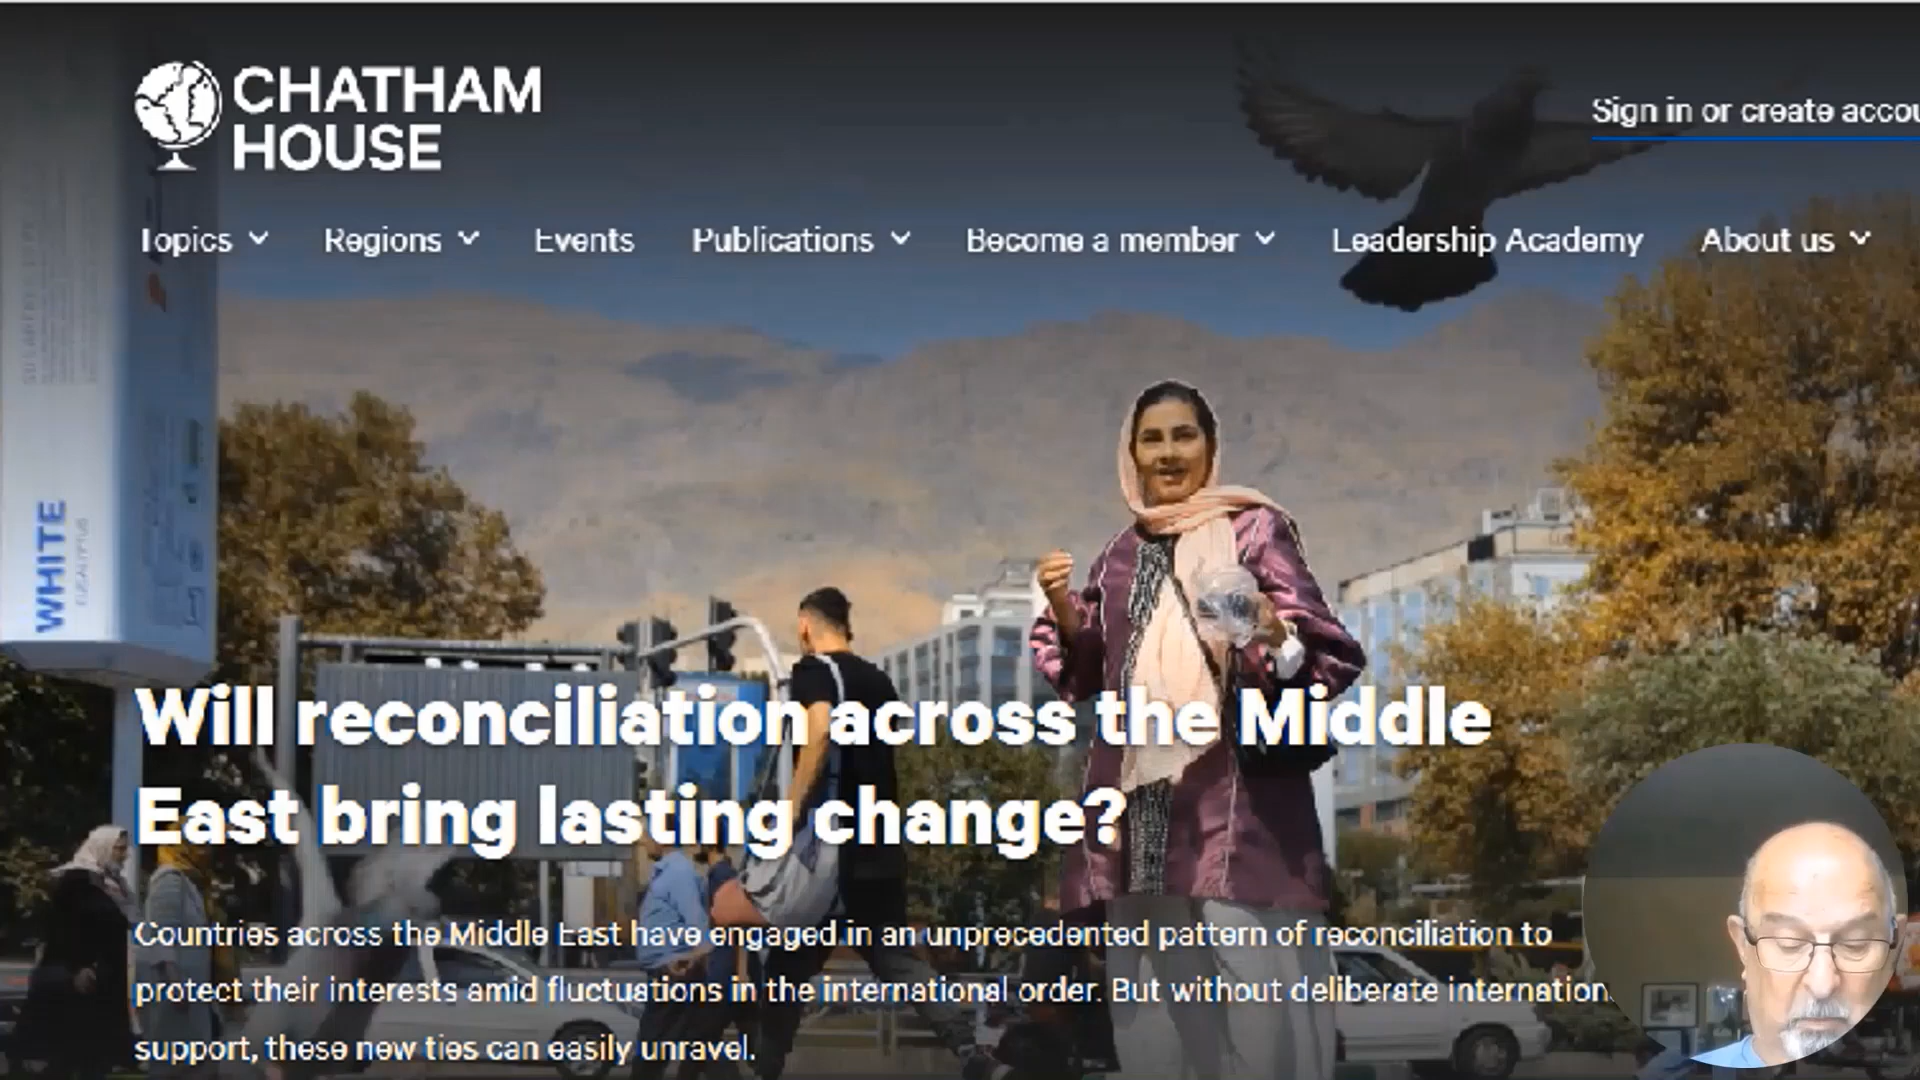 CHATHAM
HOUSE
Sign in or create accou
Topics
Regions
Events
Publications
Become a member
Leadership Academy
About us
WHITE
EUCALYPTUS
Will reconciliation across the Middle
East bring lasting change?
Countries across the Middle East have engaged in an unprecedented pattern of reconciliation to
protect their interests amid fluctuations in the international order. But without deliberate internation
support, these new ties can easily unravel.